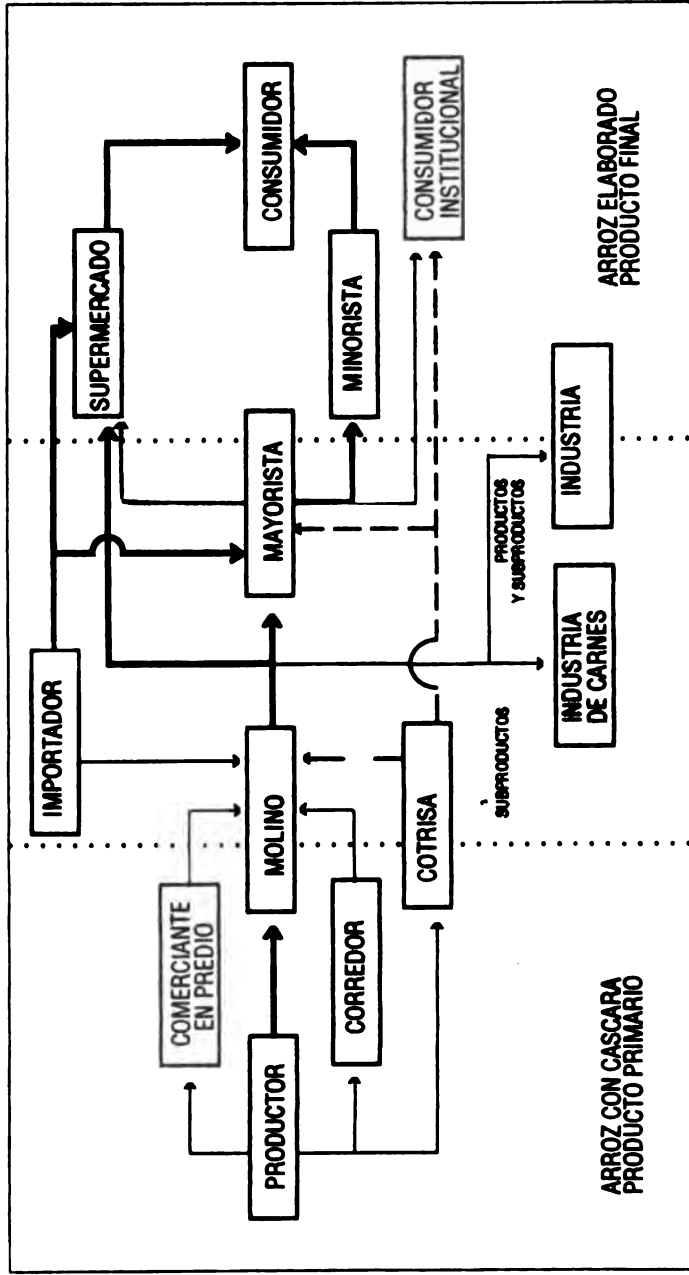 PRODUCTOR
COMERCIANTE
EN PREDIO
CORREDOR
ARROZ CON CASCARA
PRODUCTO PRIMARIO
IMPORTADOR
MOLINO
COTRISA
SUBPRODUCTOS
INDUSTRIA
DE CARNES
PRODUCTOS
Y SUBPRODUCTOS
INDUSTRIA
MAYORISTA
SUPERMERCADO
MINORISTA
CONSUMIDOR
CONSUMIDOR
INSTITUCIONAL
ARROZ ELABORADO
PRODUCTO FINAL